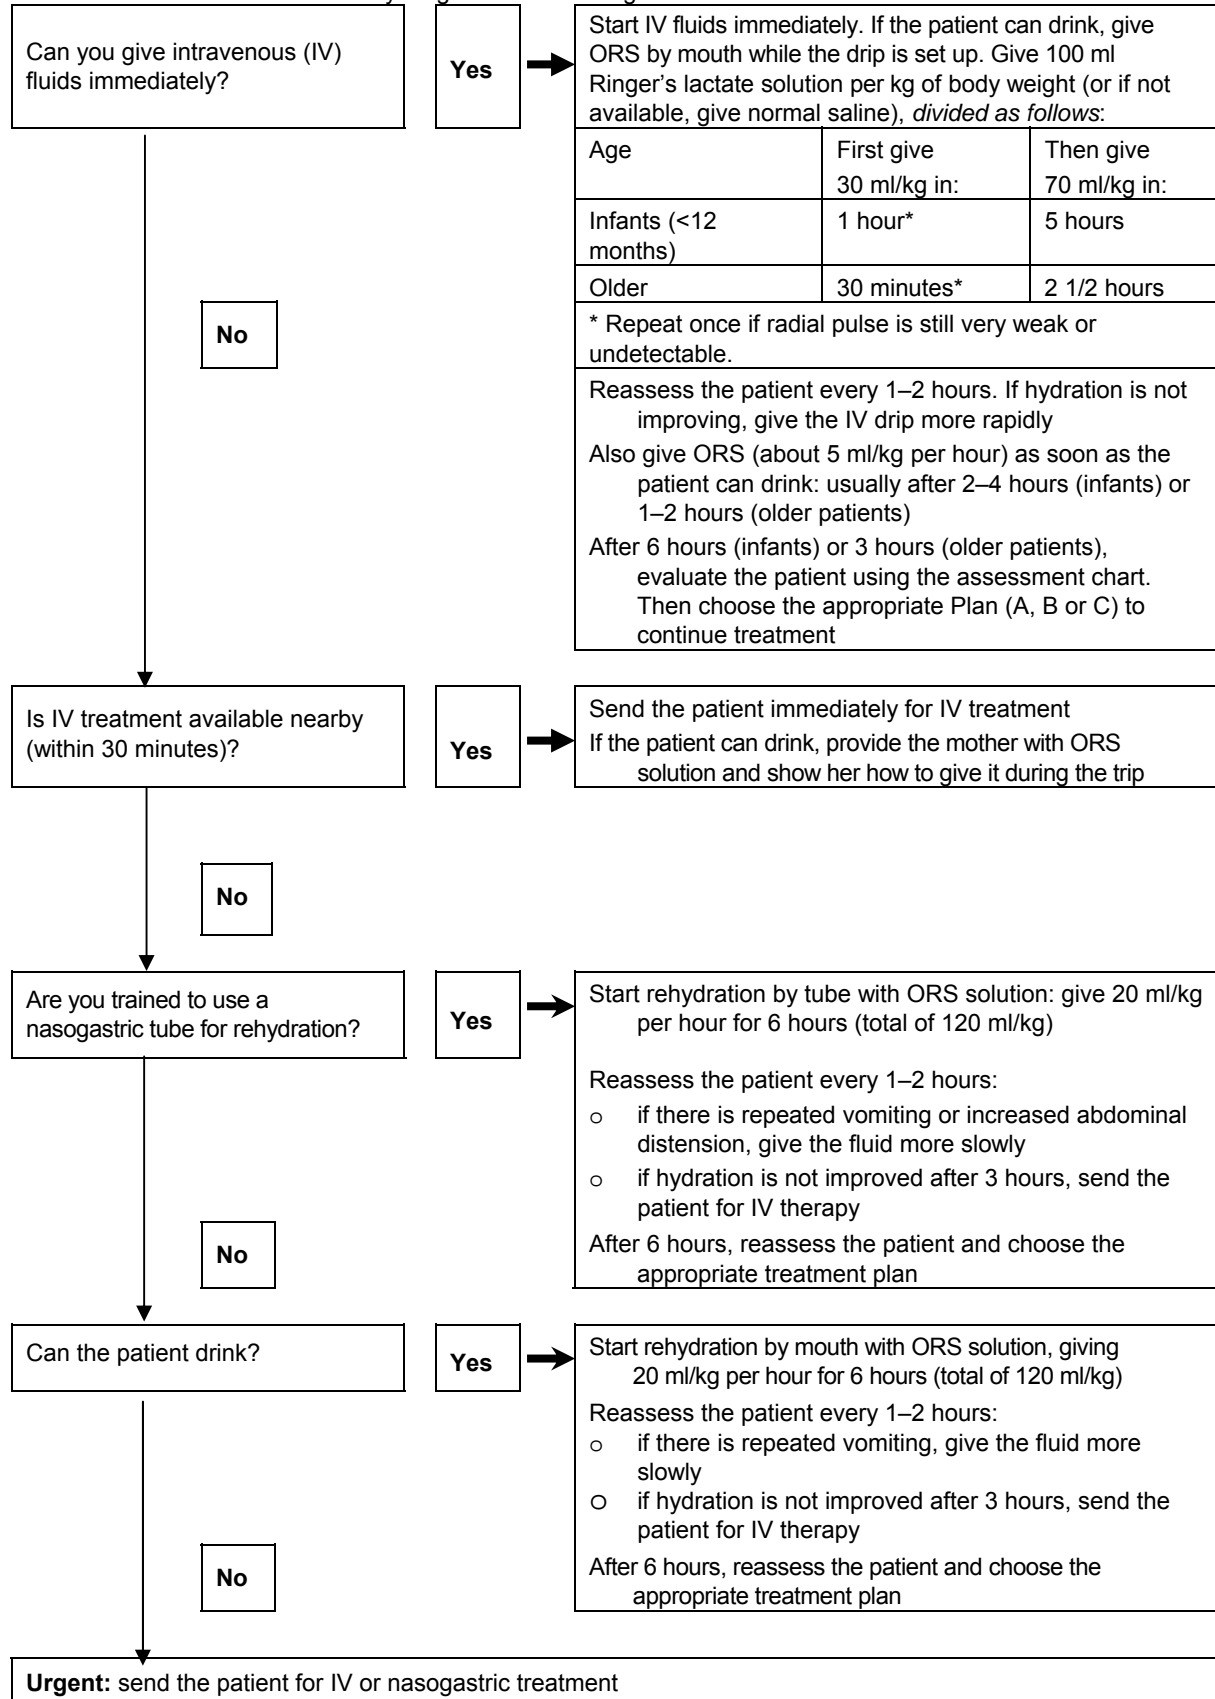 Can you give intravenous (IV)
fluids immediately?
Yes
Start IV fluids immediately. If the patient can drink, give
ORS by mouth while the drip is set up. Give 100 ml
Ringer's lactate solution per kg of body weight (or if not
available, give normal saline), divided as follows:
Age
First give
30 ml/kg in:
Then give
70 ml/kg in:
Infants (<12
months)
1 hour*
5 hours
Older
30 minutes*
2 1/2 hours
* Repeat once if radial pulse is still very weak or
undetectable.
Reassess the patient every 1–2 hours. If hydration is not
improving, give the IV drip more rapidly
Also give ORS (about 5 ml/kg per hour) as soon as the
patient can drink: usually after 2–4 hours (infants) or
1–2 hours (older patients)
After 6 hours (infants) or 3 hours (older patients),
evaluate the patient using the assessment chart.
Then choose the appropriate Plan (A, B or C) to
continue treatment
No
Is IV treatment available nearby
(within 30 minutes)?
Yes
Send the patient immediately for IV treatment
If the patient can drink, provide the mother with ORS
solution and show her how to give it during the trip
No
Are you trained to use a
nasogastric tube for rehydration?
Yes
Start rehydration by tube with ORS solution: give 20 ml/kg
per hour for 6 hours (total of 120 ml/kg)
Reassess the patient every 1–2 hours:
o if there is repeated vomiting or increased abdominal
distension, give the fluid more slowly
o if hydration is not improved after 3 hours, send the
patient for IV therapy
After 6 hours, reassess the patient and choose the
appropriate treatment plan
No
Can the patient drink?
Yes
Start rehydration by mouth with ORS solution, giving
20 ml/kg per hour for 6 hours (total of 120 ml/kg)
Reassess the patient every 1–2 hours:
o if there is repeated vomiting, give the fluid more
slowly
O if hydration is not improved after 3 hours, send the
patient for IV therapy
After 6 hours, reassess the patient and choose the
appropriate treatment plan
No
Urgent: send the patient for IV or nasogastric treatment